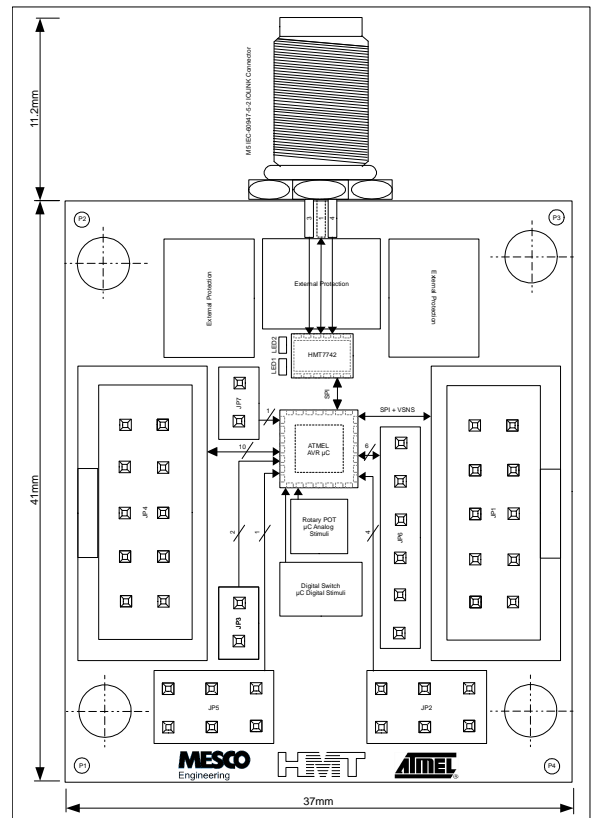 11.2mm
M5 IEC-60947-5-2 IOLINK Connector
P2
P3
3
1
4
External Protection
External Protection
External Protection
41mm
LED2
LED1
HMT7742
SPI
JP7
1
SPI + VSNS
ATMEL
AVR µC
10
6
JP4
JP1
2
1
Rotary POT
µC Analog
Stimuli
4
JP6
Digital Switch
µC Digital Stimuli
JP3
JP5
JP2
P1
MESCO
Engineering
HMT
ATMEL
®
P4
37mm